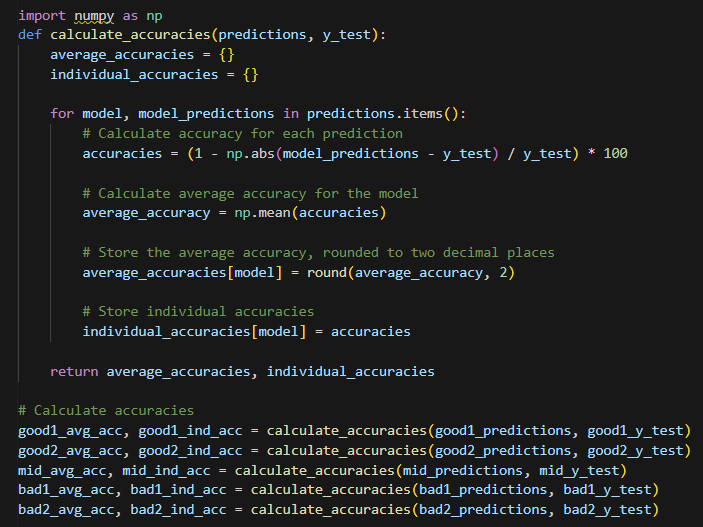 import numpy as np
def calculate_accuracies(predictions, y_test):
    average_accuracies = {}
    individual_accuracies = {}

    for model, model_predictions in predictions.items():
        # Calculate accuracy for each prediction
        accuracies = (1 - np.abs(model_predictions - y_test) / y_test) * 100

        # Calculate average accuracy for the model
        average_accuracy = np.mean(accuracies)

        # Store the average accuracy, rounded to two decimal places
        average_accuracies[model] = round(average_accuracy, 2)

        # Store individual accuracies
        individual_accuracies[model] = accuracies

    return average_accuracies, individual_accuracies

# Calculate accuracies
good1_avg_acc, good1_ind_acc = calculate_accuracies(good1_predictions, good1_y_test)
good2_avg_acc, good2_ind_acc = calculate_accuracies(good2_predictions, good2_y_test)
mid_avg_acc, mid_ind_acc = calculate_accuracies(mid_predictions, mid_y_test)
bad1_avg_acc, bad1_ind_acc = calculate_accuracies(bad1_predictions, bad1_y_test)
bad2_avg_acc, bad2_ind_acc = calculate_accuracies(bad2_predictions, bad2_y_test)